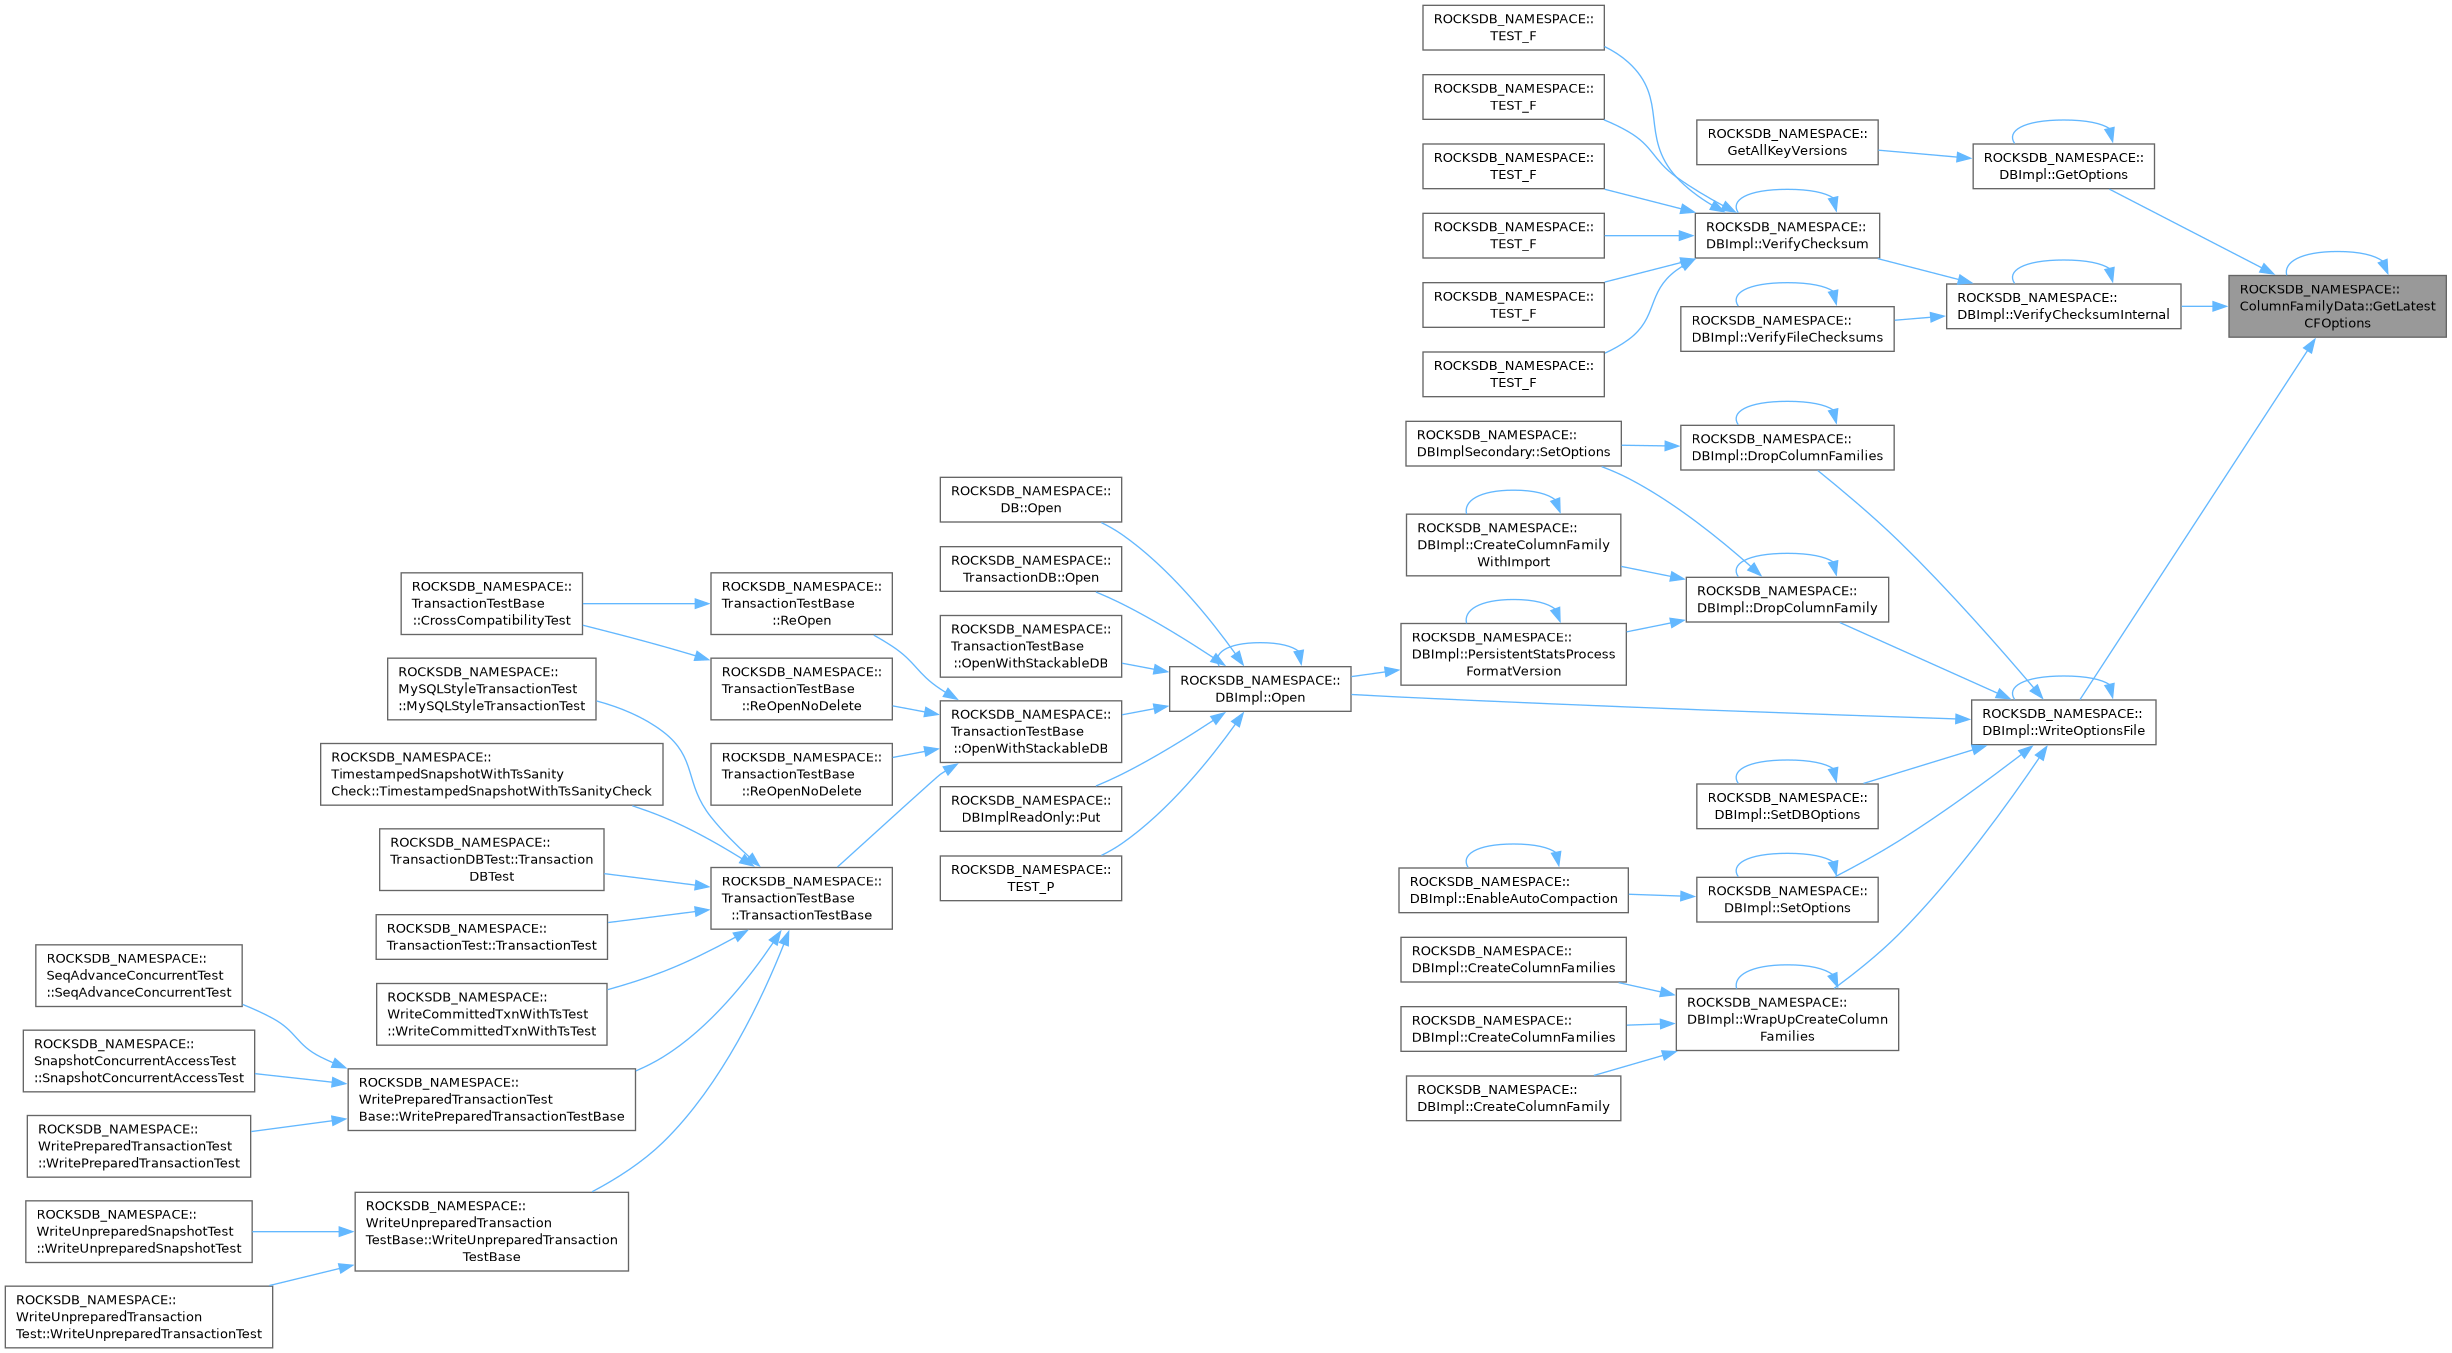 ROCKSDB_NAMESPACE::
TEST_F
ROCKSDB_NAMESPACE::
TEST_F
ROCKSDB_NAMESPACE::
GetAllKeyVersions
ROCKSDB_NAMESPACE::
DBImpl::GetOptions
ROCKSDB_NAMESPACE::
TEST_F
ROCKSDB_NAMESPACE::
TEST_F
ROCKSDB_NAMESPACE::
DBImpl::VerifyChecksum
ROCKSDB_NAMESPACE::
TEST_F
ROCKSDB_NAMESPACE::
DBImpl::VerifyFileChecksums
ROCKSDB_NAMESPACE::
DBImpl::VerifyChecksumInternal
ROCKSDB_NAMESPACE::
ColumnFamilyData::GetLatest
CFOptions
ROCKSDB_NAMESPACE::
TEST_F
ROCKSDB_NAMESPACE::
DBImplSecondary::SetOptions
ROCKSDB_NAMESPACE::
DBImpl::DropColumnFamilies
ROCKSDB_NAMESPACE::
DB::Open
ROCKSDB_NAMESPACE::
DBImpl::CreateColumnFamily
WithImport
ROCKSDB_NAMESPACE::
TransactionDB::Open
ROCKSDB_NAMESPACE::
DBImpl::DropColumnFamily
ROCKSDB_NAMESPACE::
TransactionTestBase
::CrossCompatibilityTest
ROCKSDB_NAMESPACE::
TransactionTestBase
::ReOpen
ROCKSDB_NAMESPACE::
TransactionTestBase
::OpenWithStackableDB
ROCKSDB_NAMESPACE::
DBImpl::PersistentStatsProcess
FormatVersion
ROCKSDB_NAMESPACE::
MySQLStyleTransactionTest
::MySQLStyleTransactionTest
ROCKSDB_NAMESPACE::
TransactionTestBase
::ReOpenNoDelete
ROCKSDB_NAMESPACE::
DBImpl::Open
ROCKSDB_NAMESPACE::
TransactionTestBase
::OpenWithStackableDB
ROCKSDB_NAMESPACE::
DBImpl::WriteOptionsFile
ROCKSDB_NAMESPACE::
TimestampedSnapshotWithTsSanity
Check::TimestampedSnapshotWithTsSanityCheck
ROCKSDB_NAMESPACE::
TransactionTestBase
::ReOpenNoDelete
ROCKSDB_NAMESPACE::
DBImplReadOnly::Put
ROCKSDB_NAMESPACE::
DBImpl::SetDBOptions
ROCKSDB_NAMESPACE::
TransactionDBTest::Transaction
DBTest
ROCKSDB_NAMESPACE::
TransactionTestBase
::TransactionTestBase
ROCKSDB_NAMESPACE::
TEST_P
ROCKSDB_NAMESPACE::
DBImpl::EnableAutoCompaction
ROCKSDB_NAMESPACE::
DBImpl::SetOptions
ROCKSDB_NAMESPACE::
TransactionTest::TransactionTest
ROCKSDB_NAMESPACE::
DBImpl::CreateColumnFamilies
ROCKSDB_NAMESPACE::
SeqAdvanceConcurrentTest
::SeqAdvanceConcurrentTest
ROCKSDB_NAMESPACE::
WriteCommittedTxnWithTsTest
::WriteCommittedTxnWithTsTest
ROCKSDB_NAMESPACE::
DBImpl::CreateColumnFamilies
ROCKSDB_NAMESPACE::
DBImpl::WrapUpCreateColumn
Families
ROCKSDB_NAMESPACE::
SnapshotConcurrentAccessTest
::SnapshotConcurrentAccessTest
ROCKSDB_NAMESPACE::
WritePreparedTransactionTest
Base::WritePreparedTransactionTestBase
ROCKSDB_NAMESPACE::
DBImpl::CreateColumnFamily
ROCKSDB_NAMESPACE::
WritePreparedTransactionTest
::WritePreparedTransactionTest
ROCKSDB_NAMESPACE::
WriteUnpreparedSnapshotTest
::WriteUnpreparedSnapshotTest
ROCKSDB_NAMESPACE::
WriteUnpreparedTransaction
TestBase::WriteUnpreparedTransaction
TestBase
ROCKSDB_NAMESPACE::
WriteUnpreparedTransaction
Test::WriteUnpreparedTransactionTest